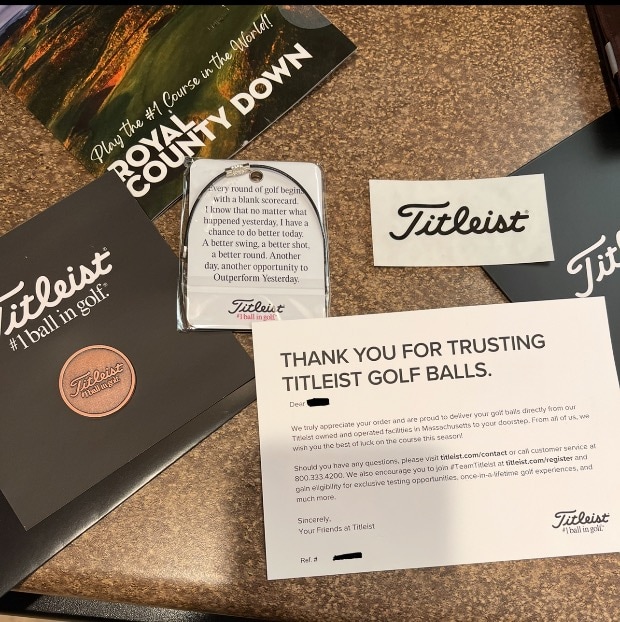 Play the #1 Course in the World!
ROYAL
COUNTY DOWN
Every round of golf begins
with a blank scorecard.
I know that no matter what
happened yesterday, I have a
chance to do better today.
A better swing, a better shot,
a better round. Another
day, another opportunity to
Outperform Yesterday.
Titleist
#1 ball in golf.
Titleist
Titleist
#1 ball in golf.
Titleist
#1 ball in golf.
Titl
THANK YOU FOR TRUSTING
TITLEIST GOLF BALLS.
Dear
We truly appreciate your order and are proud to deliver your golf balls directly from our
Titleist owned and operated facilities in Massachusetts to your doorstep. From all of us, we
wish you the best of luck on the course this season!
Should you have any questions, please visit titleist.com/contact or call customer service at
800.333.4200. We also encourage you to join #TeamTitleist at titleist.com/register and
gain eligibility for exclusive testing opportunities, once-in-a-lifetime golf experiences, and
much more.
Sincerely,
Your Friends at Titleist
Ref. #
Titleist
#1 ball in golf.